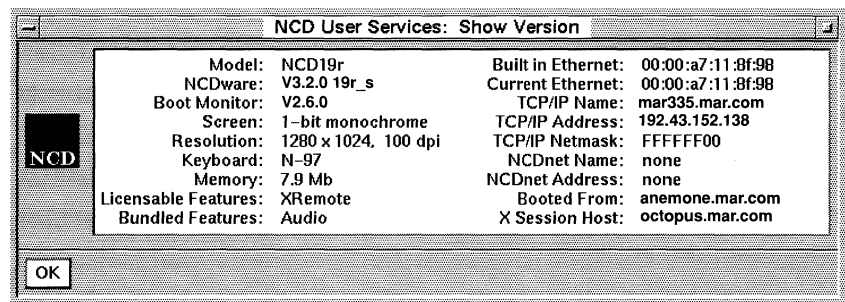 NCD User Services: Show Version
NCD
Model: NCD19r
NCDware: V3.2.0 19r_s
Boot Monitor: V2.6.0
Screen: 1-bit monochrome
Resolution: 1280 x 1024, 100 dpi
Keyboard: N-97
Memory: 7.9 Mb
Licensable Features: XRemote
Bundled Features: Audio
Built in Ethernet: 00:00:a7:11:8f:98
Current Ethernet: 00:00:a7:11:8f:98
TCP/IP Name: mar335.mar.com
TCP/IP Address: 192.43.152.138
TCP/IP Netmask: FFFFFF00
NCDnet Name: none
NCDnet Address: none
Booted From: anemone.mar.com
X Session Host: octopus.mar.com
OK